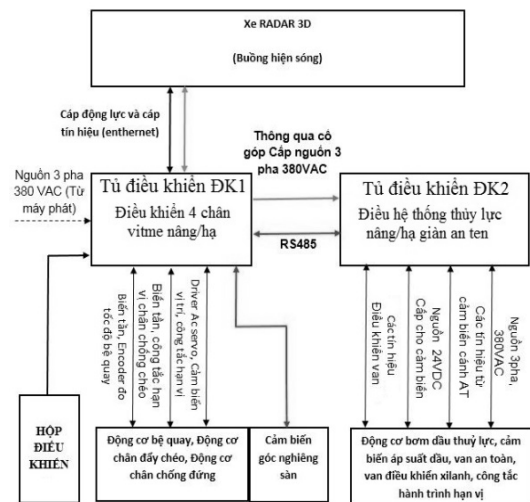 Xe RADAR 3D
(Buồng hiện sóng)
Cáp động lực và cáp
tín hiệu (enthernet)
Thông qua cổ
góp Cấp nguồn 3
pha 380VAC
Nguồn 3 pha
380 VAC (Từ
máy phát)
Tủ điều khiển ĐK1
Điều khiển 4 chân
vitme nâng/hạ
RS485
Tủ điều khiển ĐK2
Điều hệ thống thủy lực
nâng/hạ giàn an ten
Biến tần, Encoder đo
tốc độ bệ quay
Biến tần, công tắc hạn
vị chân chống chéo
Driver Ac servo, Cảm biến
vị trí, công tắc hạn vị
Các tín hiệu
Điều khiển van
Nguồn 24VDC
Cấp cho cảm biến
Các tín hiệu từ
cảm biến cánh AT
Nguồn 3pha,
380VAC
HỘP
ĐIỀU
KHIỂN
Động cơ bệ quay, Động cơ
chân đẩy chéo, Động cơ
chân chống đứng
Cảm biến
góc nghiêng
sàn
Động cơ bơm dầu thuỷ lực, cảm
biến áp suất dầu, van an toàn,
van điều khiển xilanh, công tắc
hành trình hạn vị